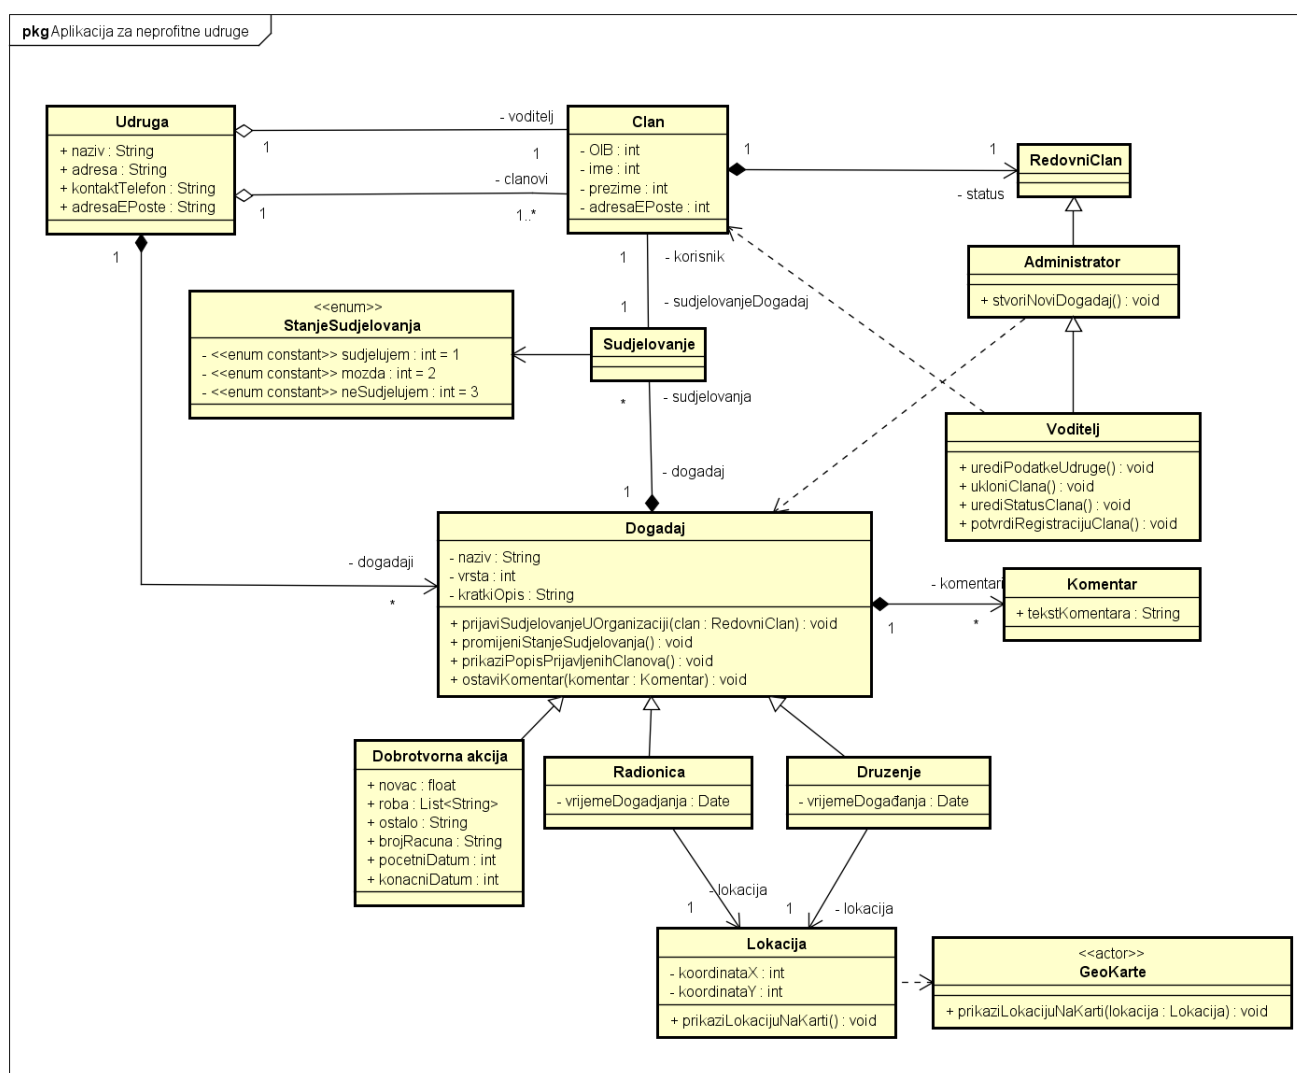 pkg Aplikacija za neprofitne udruge
Udruga
+ naziv : String
+ adresa : String
+ kontaktTelefon : String
+ adresaEPoste : String
1
- voditelj
1
1
- clanovi
1..*
Clan
- OIB : int
- ime : int
- prezime : int
- adresaEPoste : int
1
1
- status
RedovniClan
Administrator
+ stvoriNoviDogadaj() : void
Voditelj
+ urediPodatkeUdruge() : void
+ ukloniClana() : void
+ urediStatusClana() : void
+ potvrdiRegistracijuClana() : void
1
- korisnik
- sudjelovanjeDogadaj
1
<<enum>>
StanjeSudjelovanja
- <<enum constant>> sudjelujem : int = 1
- <<enum constant>> mozda : int = 2
- <<enum constant>> neSudjelujem : int = 3
Sudjelovanje
*
- sudjelovanja
- događaj
1
1
- dogadaji
*
Dogadaj
- naziv : String
- vrsta : int
- kratkiOpis : String
+ prijaviSudjelovanjeUOrganizaciji(clan : RedovniClan) : void
+ promijeniStanjeSudjelovanja() : void
+ prikaziPopisPrijavljenihClanova() : void
+ ostaviKomentar(komentar : Komentar) : void
1
- komentari
*
Komentar
+ tekstKomentara : String
Dobrotvorna akcija
+ novac : float
+ roba : List<String>
+ ostalo : String
+ brojRacuna : String
+ pocetniDatum : int
+ konacniDatum : int
Radionica
- vrijemeDogadjanja : Date
Druzenje
- vrijemeDogađanja : Date
- lokacija
1
- lokacija
1
Lokacija
- koordinataX : int
- koordinataY : int
+ prikaziLokacijuNaKarti() : void
<<actor>>
GeoKarte
+ prikaziLokacijuNaKarti(lokacija : Lokacija) : void